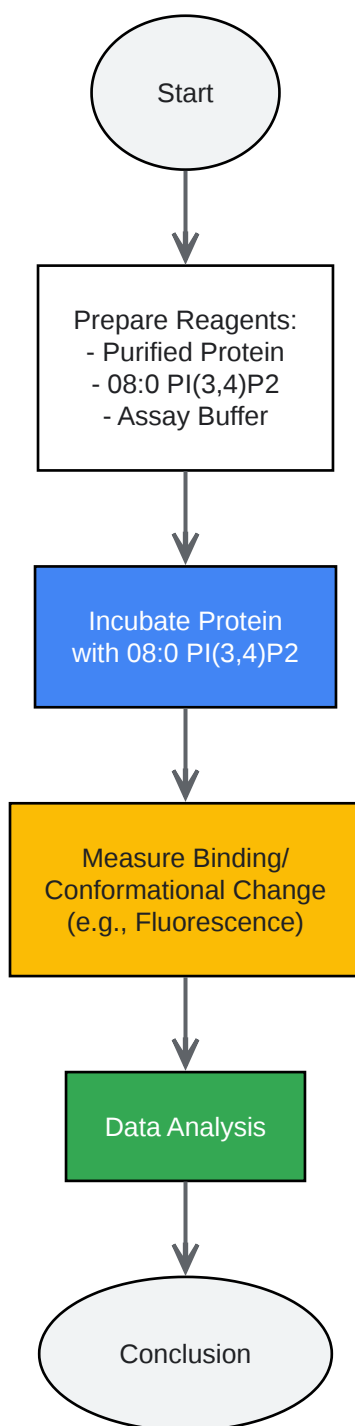 Start
Prepare Reagents:
- Purified Protein
- 08:0 PI(3,4)P2
- Assay Buffer
Incubate Protein
with 08:0 PI(3,4)P2
Measure Binding/
Conformational Change
(e.g., Fluorescence)
Data Analysis
Conclusion